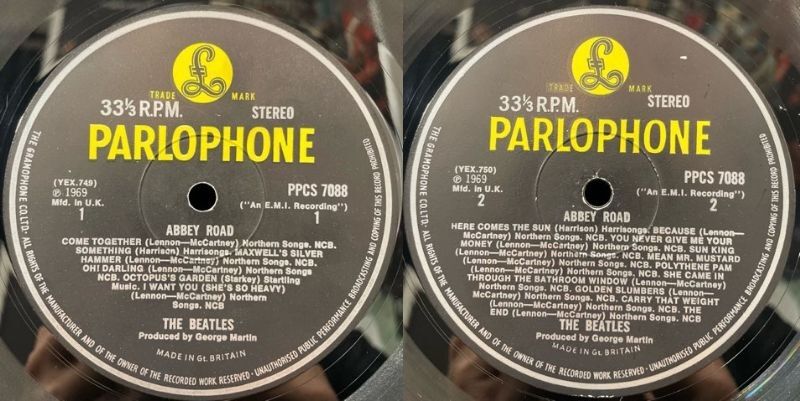 £
TRADE MARK
33⅓ R.P.M. STEREO
PARLOPHONE
(YEX.749)
℗ 1969
Mfd. in U.K.
1
PPCS 7088
("An E.M.I. Recording")
1
ABBEY ROAD
COME TOGETHER (Lennon—McCartney) Northern Songs. NCB.
SOMETHING (Harrison) Harrisongs. MAXWELL'S SILVER
HAMMER (Lennon—McCartney) Northern Songs. NCB.
OH! DARLING (Lennon—McCartney) Northern Songs
NCB. OCTOPUS'S GARDEN (Starkey) Startling
Music. I WANT YOU (SHE'S SO HEAVY)
(Lennon—McCartney) Northern
Songs. NCB
THE BEATLES
Produced by George Martin
MADE IN Gt. BRITAIN
THE GRAMOPHONE CO. LTD · ALL RIGHTS OF THE MANUFACTURER AND OF THE OWNER OF THE RECORDED WORK RESERVED · UNAUTHORISED PUBLIC PERFORMANCE BROADCASTING AND COPYING OF THIS RECORD PROHIBITED
£
TRADE MARK
33⅓ R.P.M. STEREO
PARLOPHONE
(YEX.750)
℗ 1969
Mfd. in U.K.
2
PPCS 7088
("An E.M.I. Recording")
2
ABBEY ROAD
HERE COMES THE SUN (Harrison) Harrisongs. BECAUSE (Lennon—
McCartney) Northern Songs. NCB. YOU NEVER GIVE ME YOUR
MONEY (Lennon—McCartney) Northern Songs. NCB. SUN KING
(Lennon—McCartney) Northern Songs. NCB. MEAN MR. MUSTARD
(Lennon—McCartney) Northern Songs. NCB. POLYTHENE PAM
(Lennon—McCartney) Northern Songs. NCB. SHE CAME IN
THROUGH THE BATHROOM WINDOW (Lennon—McCartney)
Northern Songs. NCB. GOLDEN SLUMBERS (Lennon—McCartney)
Northern Songs. NCB. CARRY THAT WEIGHT
(Lennon—McCartney) Northern Songs. NCB. THE
END (Lennon—McCartney) Northern Songs. NCB
THE BEATLES
Produced by George Martin
MADE IN Gt. BRITAIN
THE GRAMOPHONE CO. LTD · ALL RIGHTS OF THE MANUFACTURER AND OF THE OWNER OF THE RECORDED WORK RESERVED · UNAUTHORISED PUBLIC PERFORMANCE BROADCASTING AND COPYING OF THIS RECORD PROHIBITED